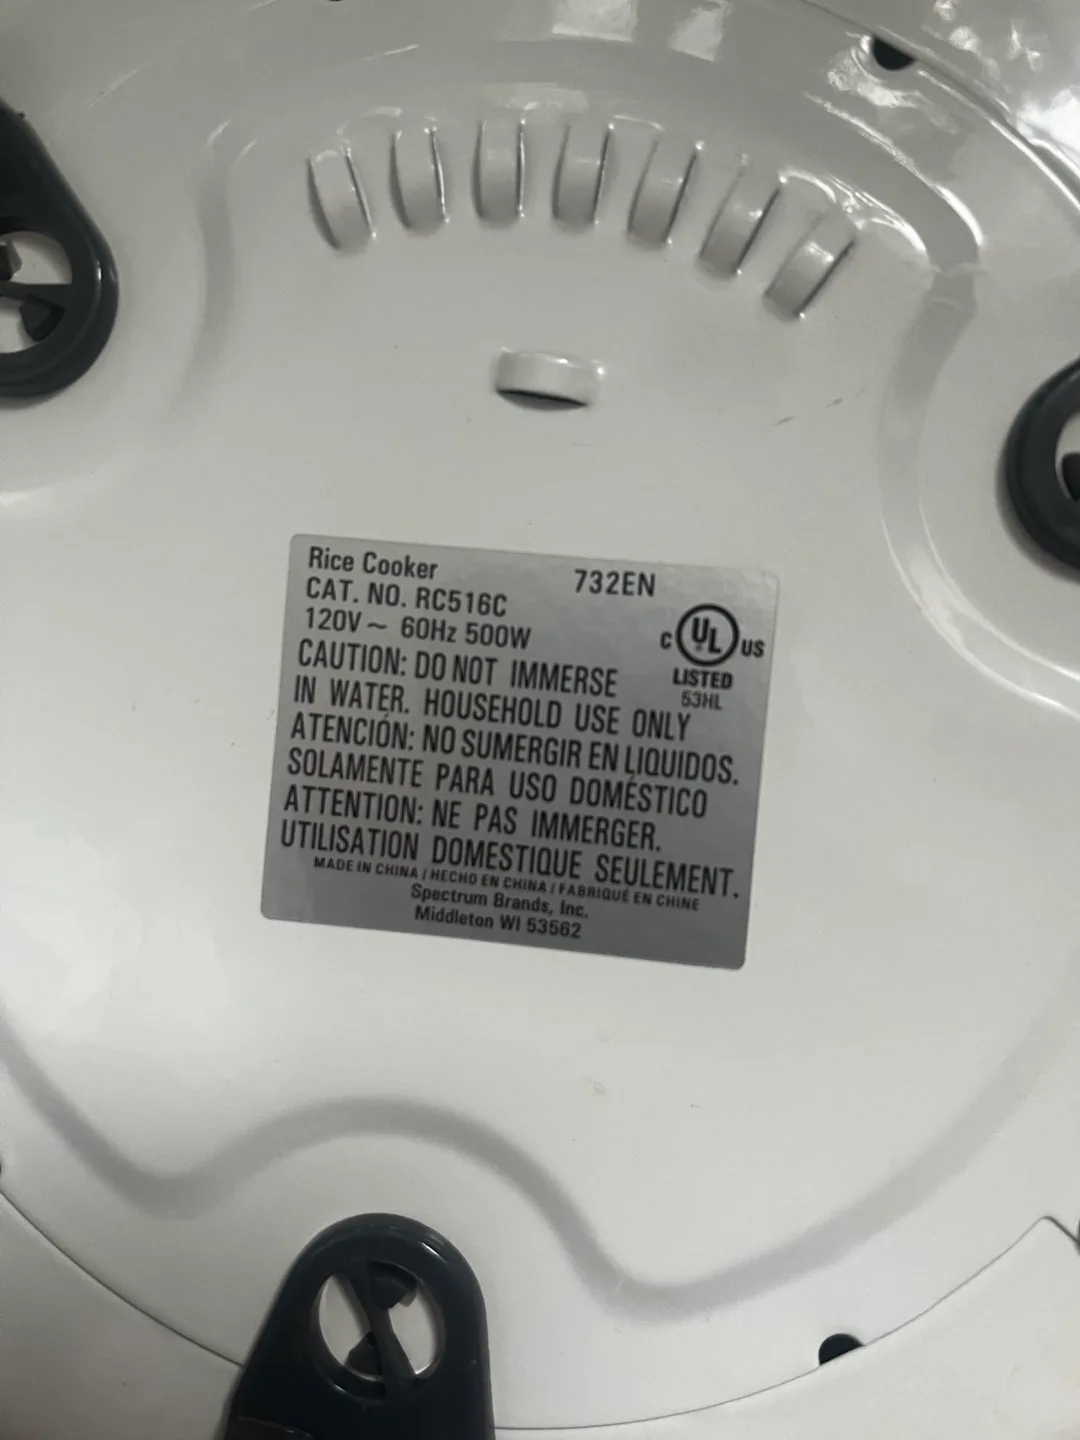 Rice Cooker 732EN
CAT. NO. RC516C
120V ~ 60Hz 500W
C UL US
LISTED
53HL
CAUTION: DO NOT IMMERSE
IN WATER. HOUSEHOLD USE ONLY
ATENCIÓN: NO SUMERGIR EN LIQUIDOS.
SOLAMENTE PARA USO DOMÉSTICO
ATTENTION: NE PAS IMMERGER.
UTILISATION DOMESTIQUE SEULEMENT.
MADE IN CHINA / HECHO EN CHINA / FABRIQUÉ EN CHINE
Spectrum Brands, Inc.
Middleton WI 53562